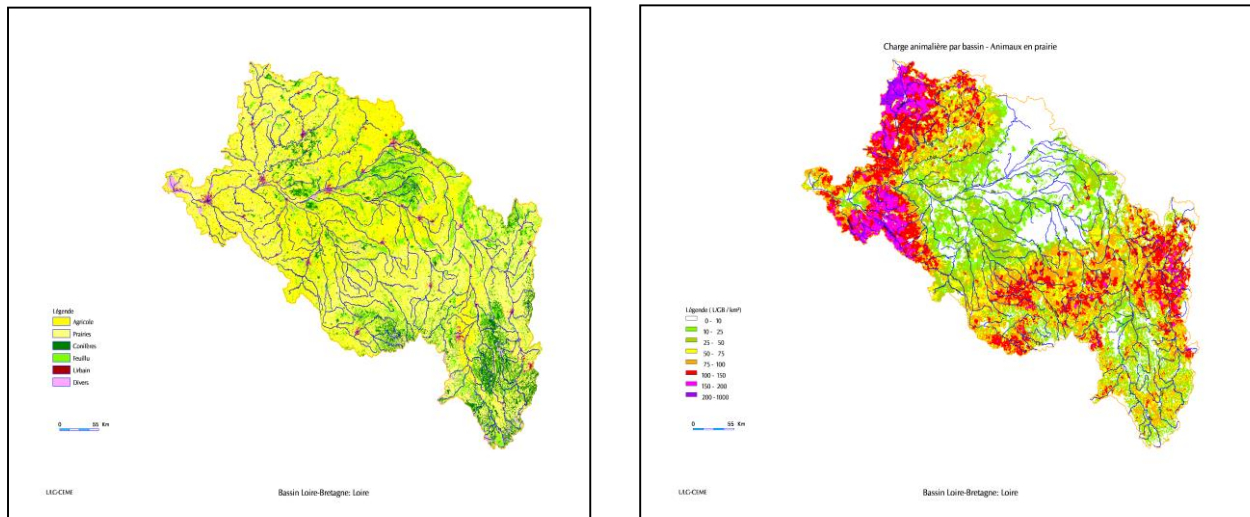 Légende
Agricole
Prairies
Conifères
Feuillu
Urbain
Divers
0 55 Km
ULG-CEME
Bassin Loire-Bretagne: Loire
Charge animalière par bassin - Animaux en prairie
Légende ( UGB / km²)
0 - 10
10 - 25
25 - 50
50 - 75
75 - 100
100 - 150
150 - 200
200 -1000
0 55 Km
ULG-CEME
Bassin Loire-Bretagne: Loire